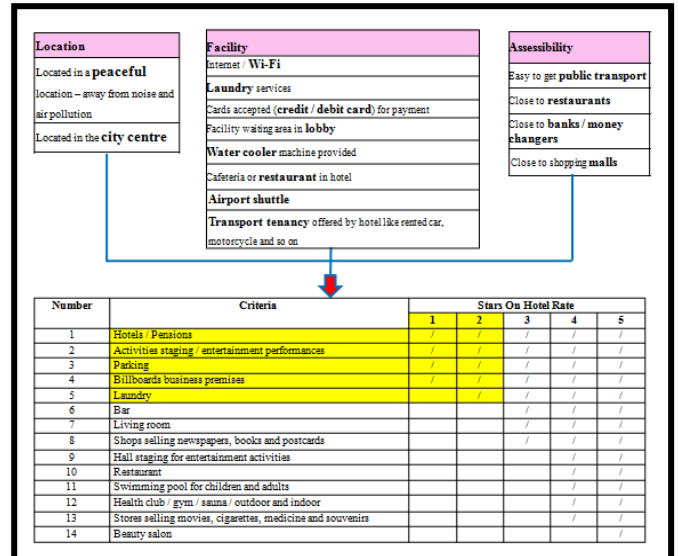 Location
Located in a peaceful
location – away from noise and
air pollution
Located in the city centre
Facility
Internet / Wi-Fi
Laundry services
Cards accepted (credit / debit card) for payment
Facility waiting area in lobby
Water cooler machine provided
Cafeteria or restaurant in hotel
Airport shuttle
Transport tenancy offered by hotel like rented car,
motorcycle and so on
Assessibility
Easy to get public transport
Close to restaurants
Close to banks / money
changers
Close to shopping malls
Number Criteria Stars On Hotel Rate
1 2 3 4 5
1 Hotels / Pensions / / / / /
2 Activities staging / entertainment performances / / / / /
3 Parking / / / / /
4 Billboards business premises / / / / /
5 Laundry / / / /
6 Bar / / /
7 Living room / / /
8 Shops selling newspapers, books and postcards / / /
9 Hall staging for entertainment activities / /
10 Restaurant / /
11 Swimming pool for children and adults / /
12 Health club / gym / sauna / outdoor and indoor / /
13 Stores selling movies, cigarettes, medicine and souvenirs / /
14 Beauty salon /